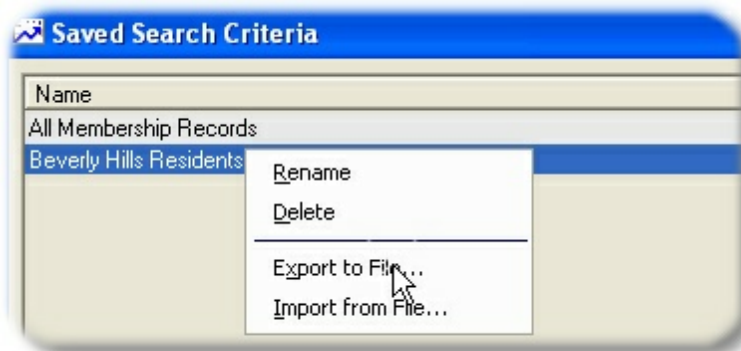 Saved Search Criteria
Name
All Membership Records
Beverly Hills Residents
Rename
Delete
Export to File...
Import from File...